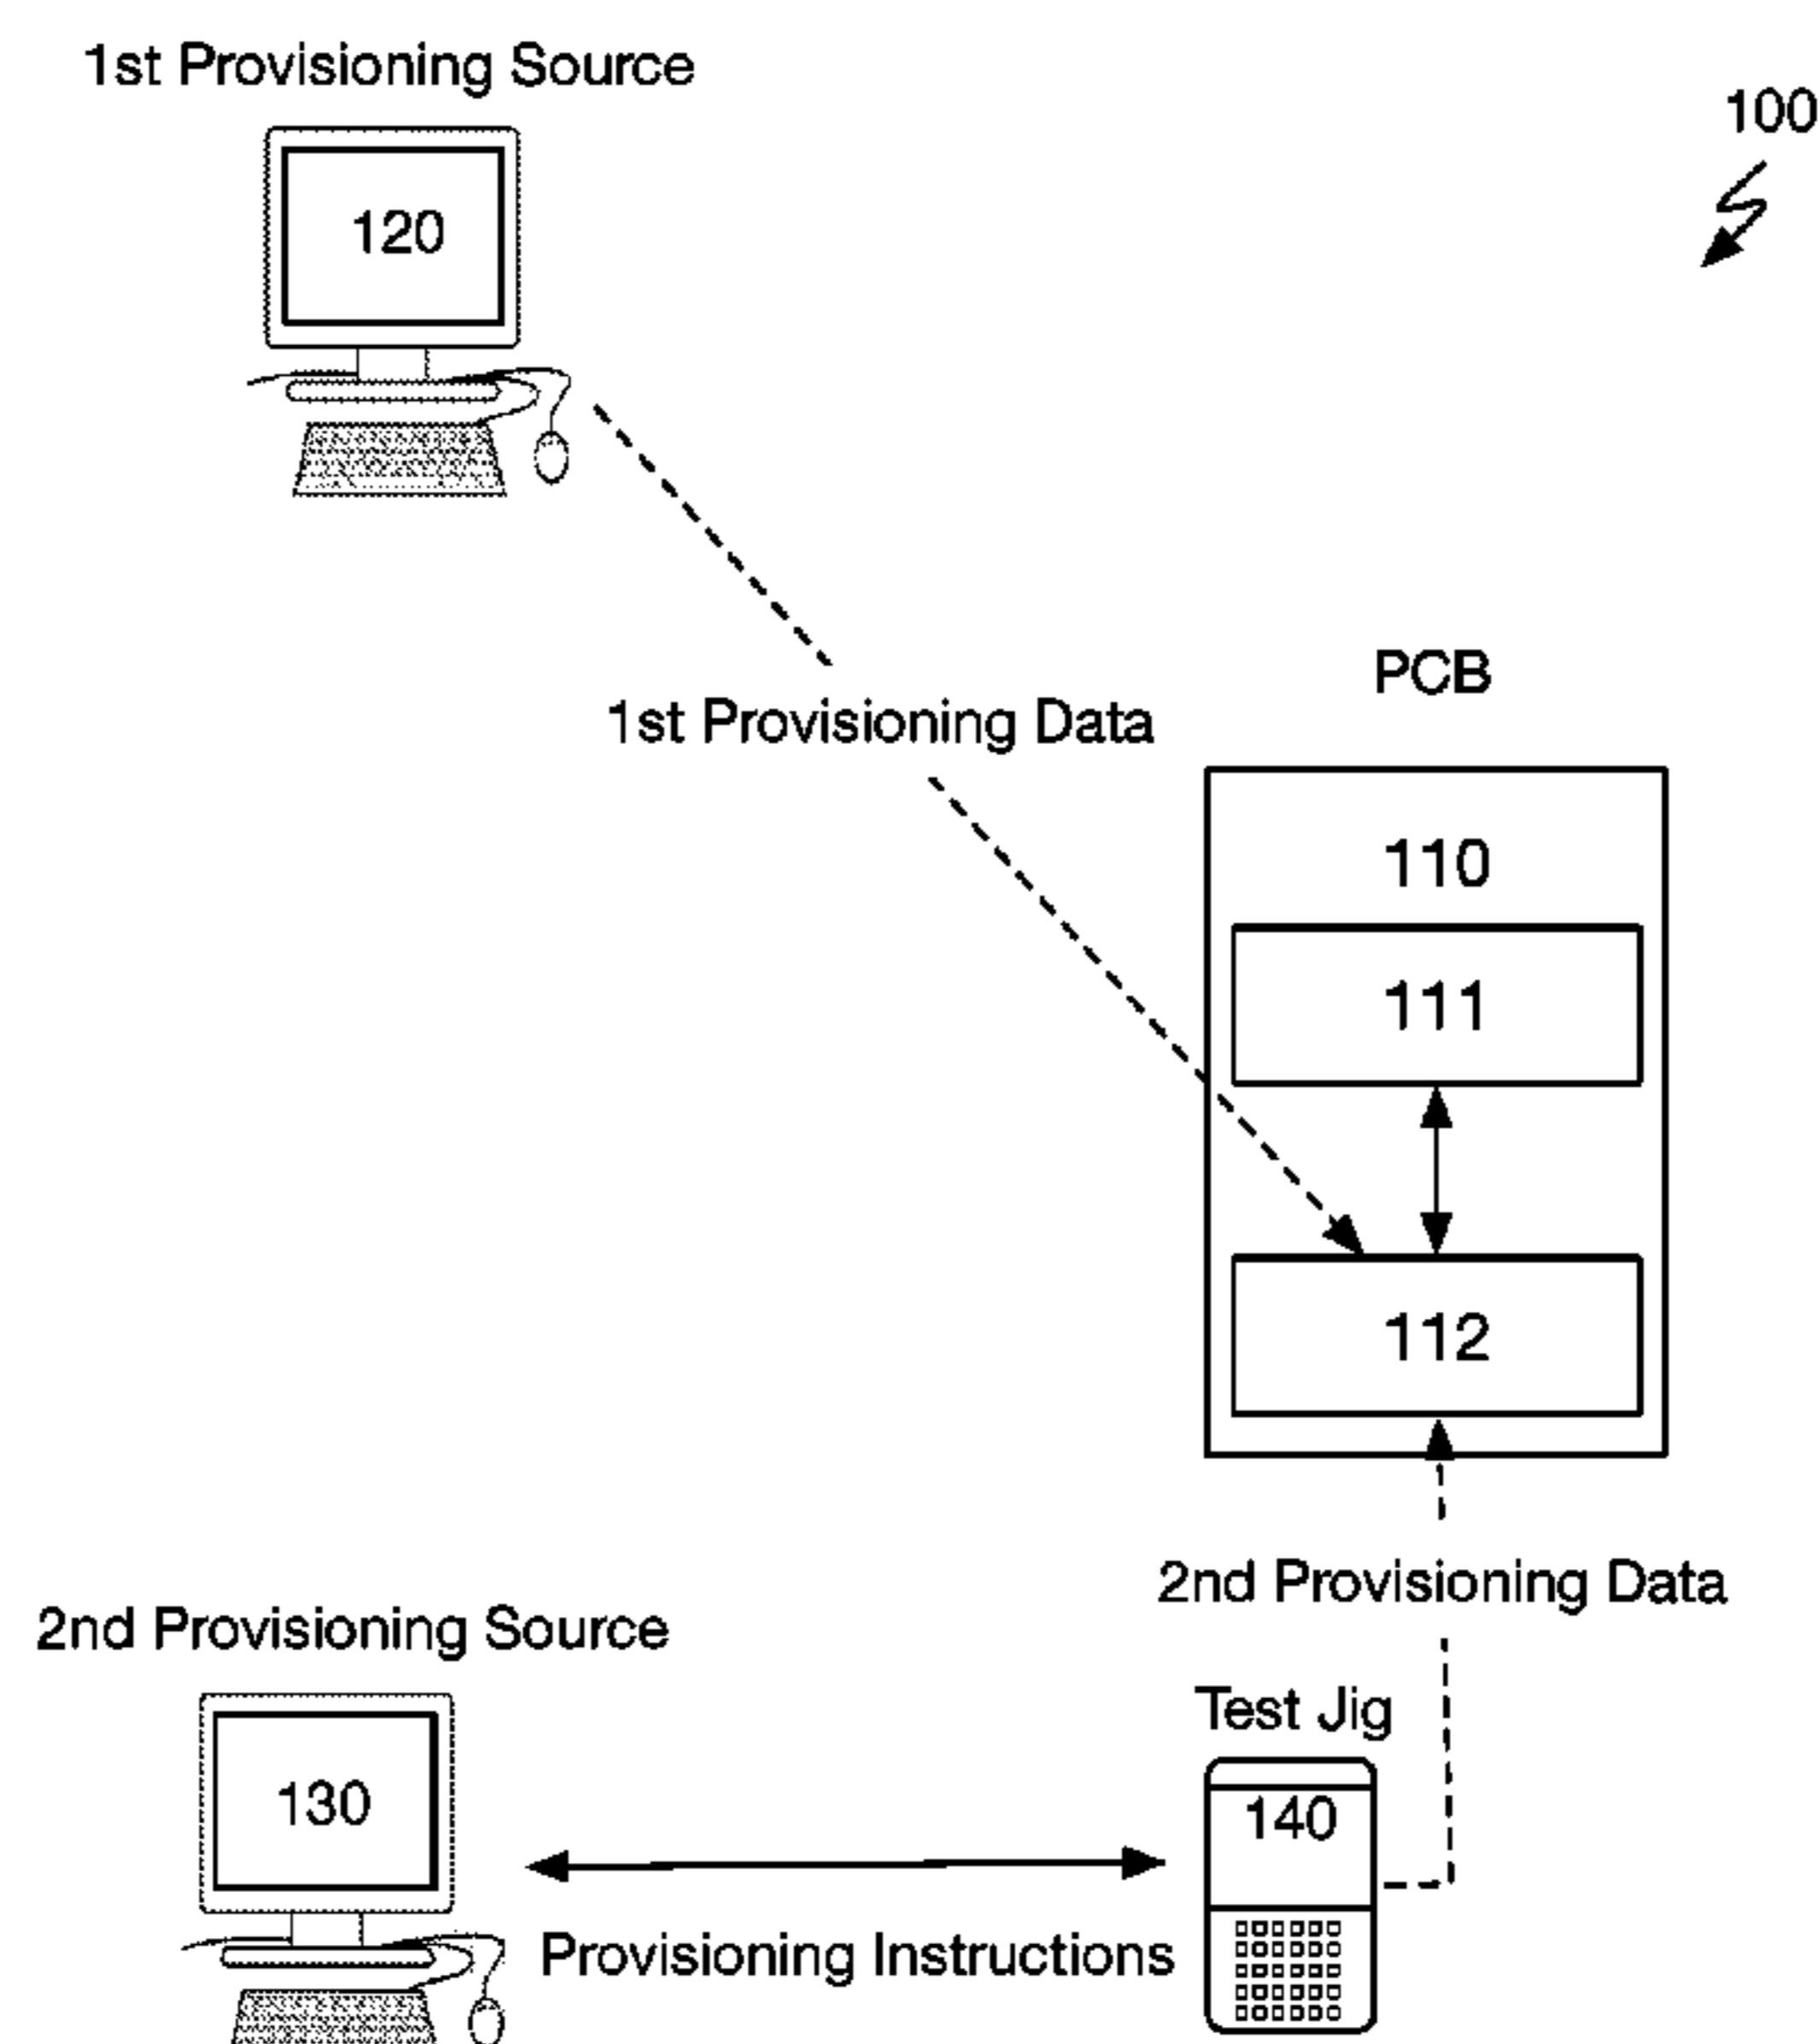 1st Provisioning Source
100
120
1st Provisioning Data
PCB
110
111
112
2nd Provisioning Data
2nd Provisioning Source
Test Jig
130
140
Provisioning Instructions